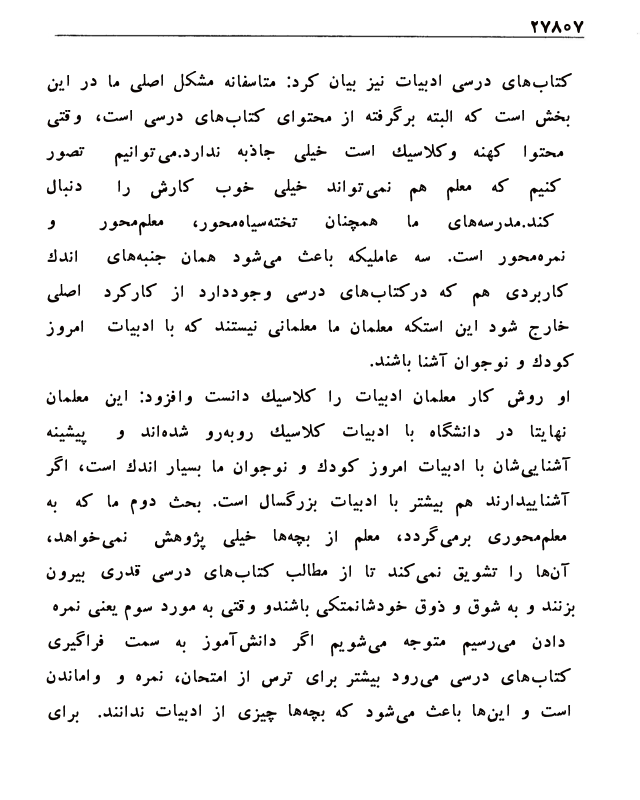 ۲۷۸۰۷
کتاب‌های درسی ادبیات نیز بیان کرد: متاسفانه مشکل اصلی ما در این
بخش است که البته برگرفته از محتوای کتاب‌های درسی است، وقتی
محتوا کهنه وکلاسیك است خیلی جاذبه ندارد.می‌توانیم تصور
کنیم که معلم هم نمی‌تواند خیلی خوب کارش را دنبال
کند.مدرسه‌های ما همچنان تخته‌سیاه‌محور، معلم‌محور و
نمره‌محور است. سه عاملیکه باعث می‌شود همان جنبه‌های اندك
کاربردی هم که درکتاب‌های درسی وجوددارد از کارکرد اصلی
خارج شود این استکه معلمان ما معلمانی نیستند که با ادبیات امروز
کودك و نوجوان آشنا باشند.
او روش کار معلمان ادبیات را کلاسیك دانست وافزود: این معلمان
نهایتا در دانشگاه با ادبیات کلاسیك روبه‌رو شده‌اند و پیشینه
آشنایی‌شان با ادبیات امروز کودك و نوجوان ما بسیار اندك است، اگر
آشناییدارند هم بیشتر با ادبیات بزرگسال است. بحث دوم ما که به
معلم‌محوری برمی‌گردد، معلم از بچه‌ها خیلی پژوهش نمی‌خواهد،
آن‌ها را تشویق نمی‌کند تا از مطالب کتاب‌های درسی قدری بیرون
بزنند و به شوق و ذوق خودشانمتکی باشندو وقتی به مورد سوم یعنی نمره
دادن می‌رسیم متوجه می‌شویم اگر دانش‌آموز به سمت فراگیری
کتاب‌های درسی می‌رود بیشتر برای ترس از امتحان، نمره و واماندن
است و این‌ها باعث می‌شود که بچه‌ها چیزی از ادبیات ندانند. برای